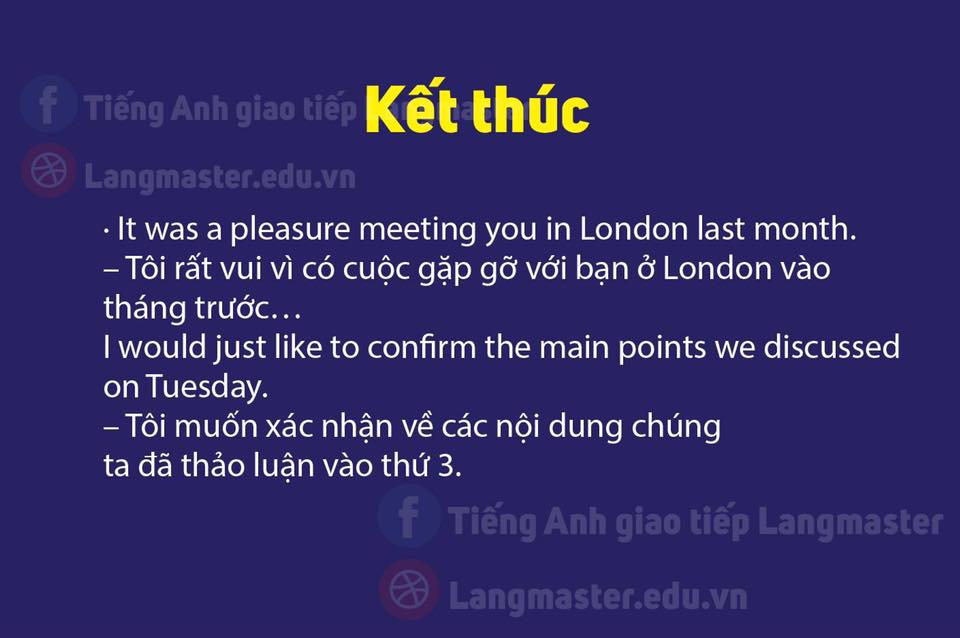 Kết thúc
Tiếng Anh giao tiếp
Langmaster.edu.vn
· It was a pleasure meeting you in London last month.
– Tôi rất vui vì có cuộc gặp gỡ với bạn ở London vào
tháng trước…
I would just like to confirm the main points we discussed
on Tuesday.
– Tôi muốn xác nhận về các nội dung chúng
ta đã thảo luận vào thứ 3.
Tiếng Anh giao tiếp Langmaster
Langmaster.edu.vn